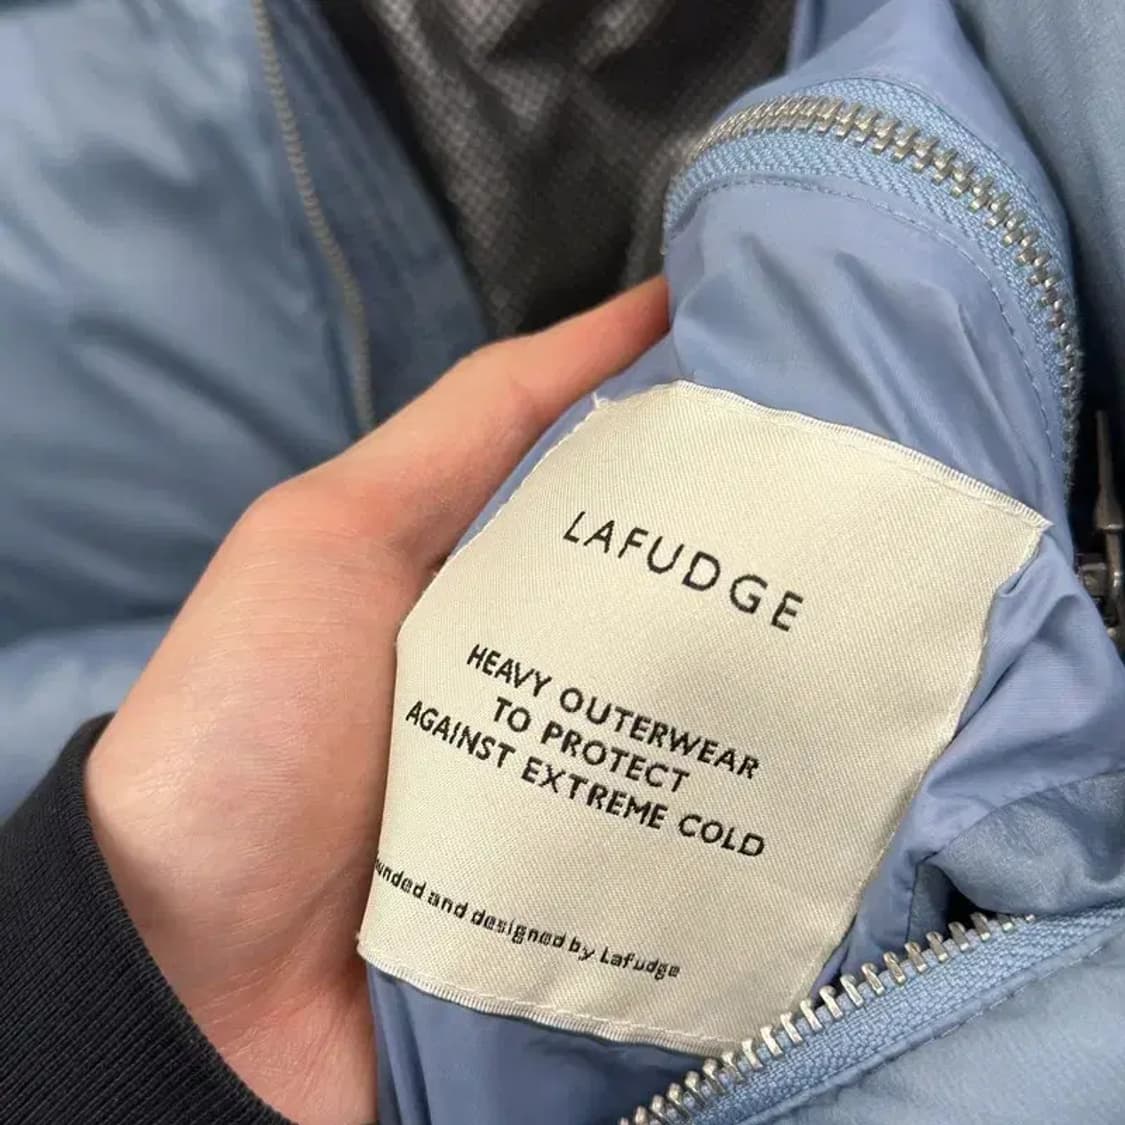 LAFUDGE
HEAVY OUTERWEAR
TO PROTECT
AGAINST EXTREME COLD
and designed by Lafudge